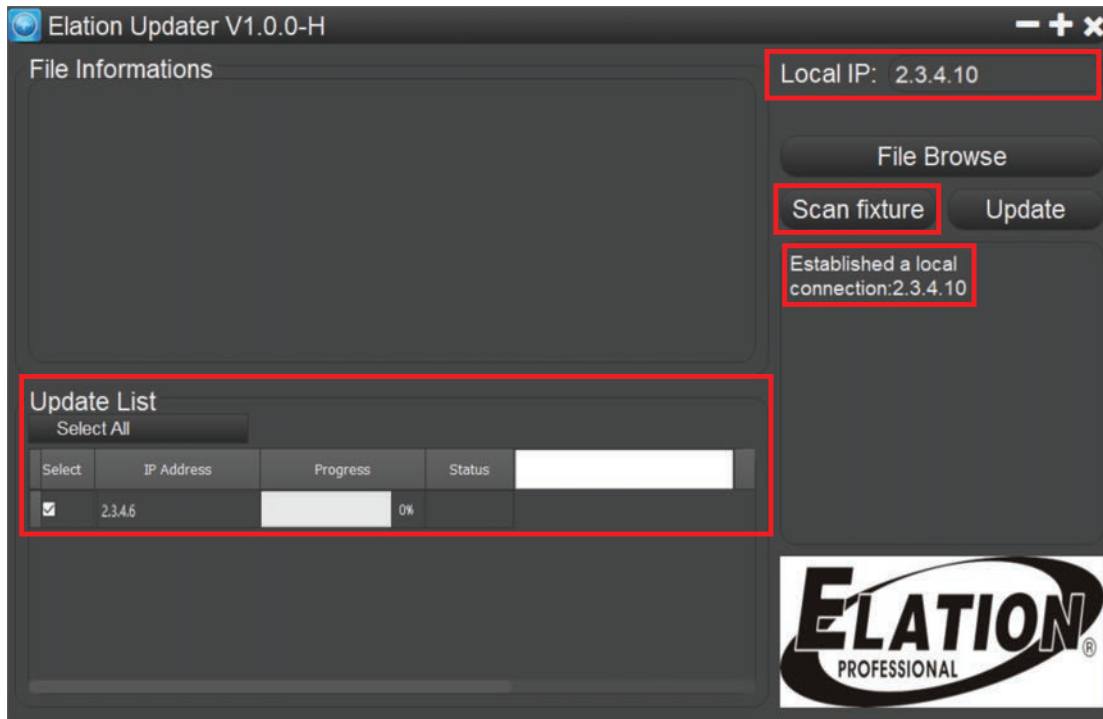 Elation Updater V1.0.0-H
File Informations
Local IP: 2.3.4.10
File Browse
Scan fixture
Update
Established a local
connection:2.3.4.10
Update List
Select All
Select IP Address Progress Status
2.3.4.6 0%
ELATION®
PROFESSIONAL